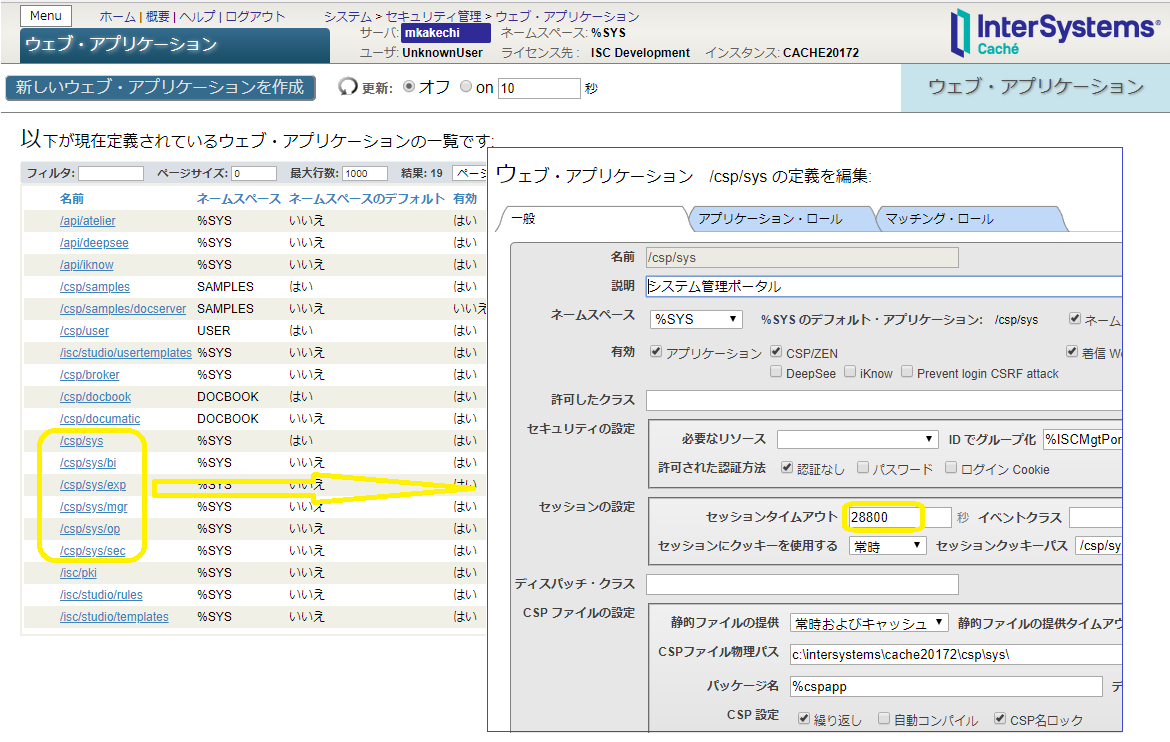 Menu ホーム | 概要 | ヘルプ | ログアウト システム > セキュリティ管理 > ウェブ・アプリケーション
ウェブ・アプリケーション
サーバ: mkakechi ネームスペース: %SYS
ユーザ: UnknownUser ライセンス先 : ISC Development インスタンス: CACHE20172
InterSystems®
Caché
新しいウェブ・アプリケーションを作成 更新: オフ on 10 秒 ウェブ・アプリケーション
以下が現在定義されているウェブ・アプリケーションの一覧です:
フィルタ: ページサイズ: 0 最大行数: 1000 結果: 19 ページ
名前 ネームスペース ネームスペースのデフォルト 有効
/api/atelier %SYS いいえ はい
/api/deepsee %SYS いいえ はい
/api/iknow %SYS いいえ はい
/csp/samples SAMPLES はい はい
/csp/samples/docserver SAMPLES いいえ いいえ
/csp/user USER はい はい
/isc/studio/usertemplates %SYS いいえ はい
/csp/broker %SYS いいえ はい
/csp/docbook DOCBOOK はい はい
/csp/documatic DOCBOOK いいえ はい
/csp/sys %SYS はい はい
/csp/sys/bi %SYS いいえ はい
/csp/sys/exp %SYS いいえ はい
/csp/sys/mgr %SYS いいえ はい
/csp/sys/op %SYS いいえ はい
/csp/sys/sec %SYS いいえ はい
/isc/pki %SYS いいえ はい
/isc/studio/rules %SYS いいえ はい
/isc/studio/templates %SYS いいえ はい
ウェブ・アプリケーション /csp/sys の定義を編集:
一般 アプリケーション・ロール マッチング・ロール
名前 /csp/sys
説明 システム管理ポータル
ネームスペース %SYS %SYS のデフォルト・アプリケーション: /csp/sys ネーム
有効 アプリケーション CSP/ZEN 着信 We
DeepSee iKnow Prevent login CSRF attack
許可したクラス
セキュリティの設定
必要なリソース ID でグループ化 %ISCMgtPor
許可された認証方法 認証なし パスワード ログイン Cookie
セッションの設定
セッションタイムアウト 28800 秒 イベントクラス
セッションにクッキーを使用する 常時 セッションクッキーパス /csp/sy
ディスパッチ・クラス
CSP ファイルの設定
静的ファイルの提供 常時およびキャッシュ 静的ファイルの提供タイムアウ
CSPファイル物理パス c:\intersystems\cache20172\csp\sys\
パッケージ名 %cspapp デ
CSP 設定 繰り返し 自動コンパイル CSP名ロック